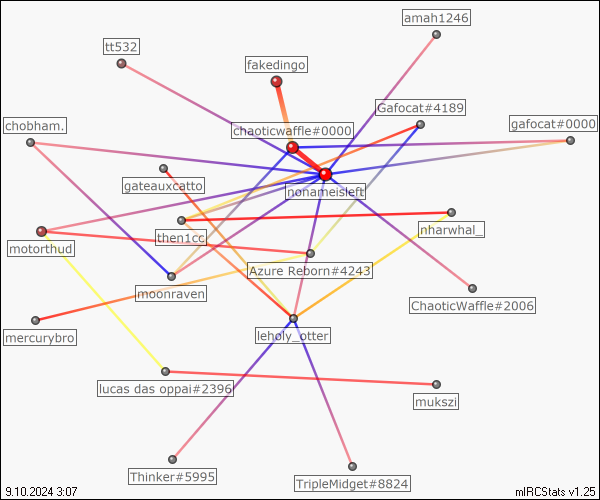 amah1246
tt532
fakedingo
Gafocat#4189
chobham.
chaoticwaffle#0000
gafocat#0000
gateauxcatto
nonameisleft
then1cc
nharwhal_
motorthud
Azure Reborn#4243
moonraven
ChaoticWaffle#2006
mercurybro
leholy_otter
lucas das oppai#2396
mukszi
Thinker#5995
TripleMidget#8824
9.10.2024 3:07
mIRCStats v1.25